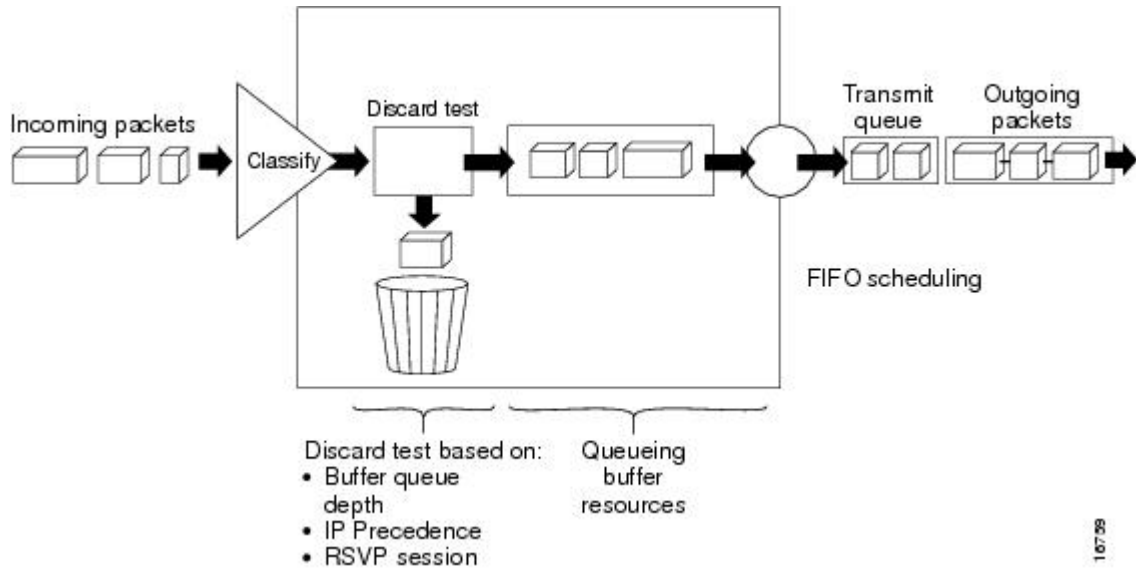 Incoming packets
Classify
Discard test
Transmit
queue
Outgoing
packets
FIFO scheduling
Discard test based on:
• Buffer queue
depth
• IP Precedence
• RSVP session
Queueing
buffer
resources
16759